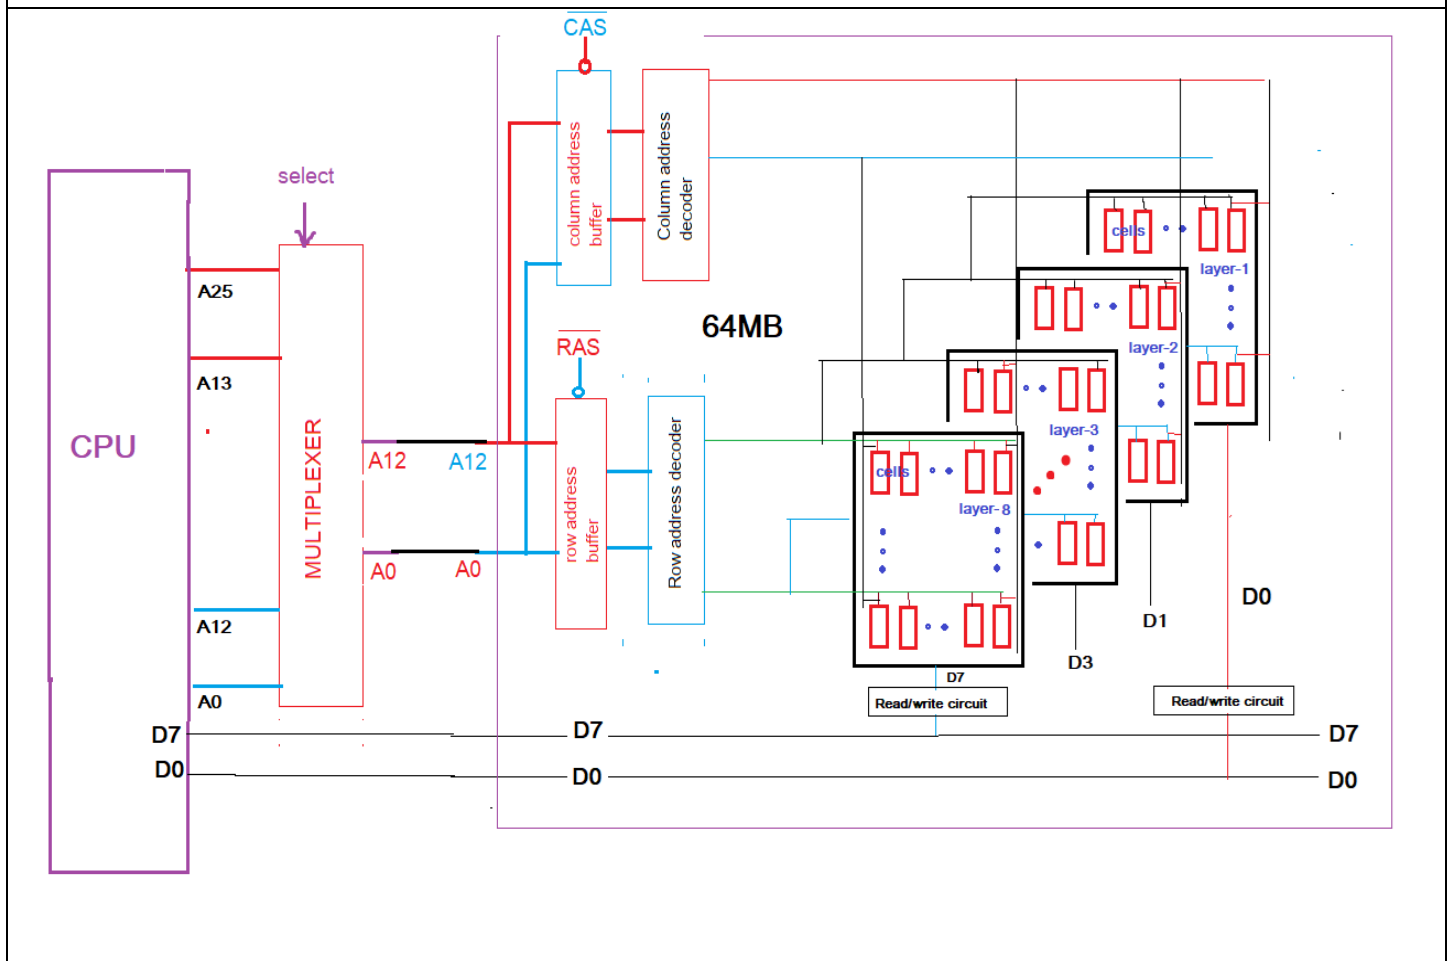 CAS
select
column address
buffer
Column address
decoder
cells
layer-1
A25
64MB
layer-2
RAS
A13
CPU
MULTIPLEXER
A12
A12
row address
buffer
Row address decoder
layer-3
cells
layer-8
A0
A0
D0
A12
D1
D3
A0
D7
Read/write circuit
Read/write circuit
D7
D7
D7
D0
D0
D0